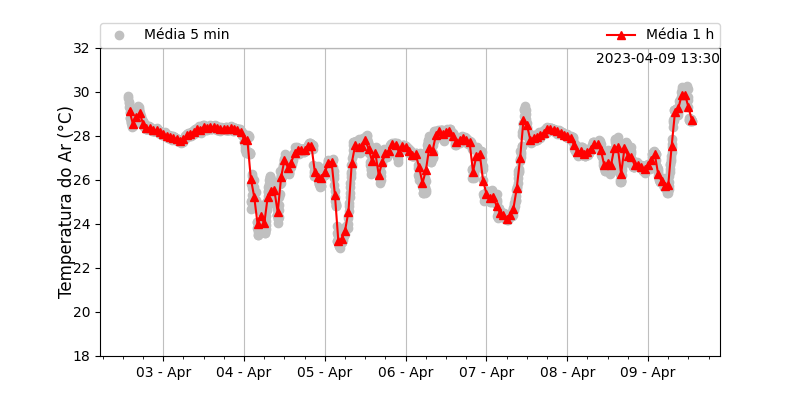 Média 5 min
Média 1 h
2023-04-09 13:30
Temperatura do Ar (°C)
32
30
28
26
24
22
20
18
03 - Apr
04 - Apr
05 - Apr
06 - Apr
07 - Apr
08 - Apr
09 - Apr